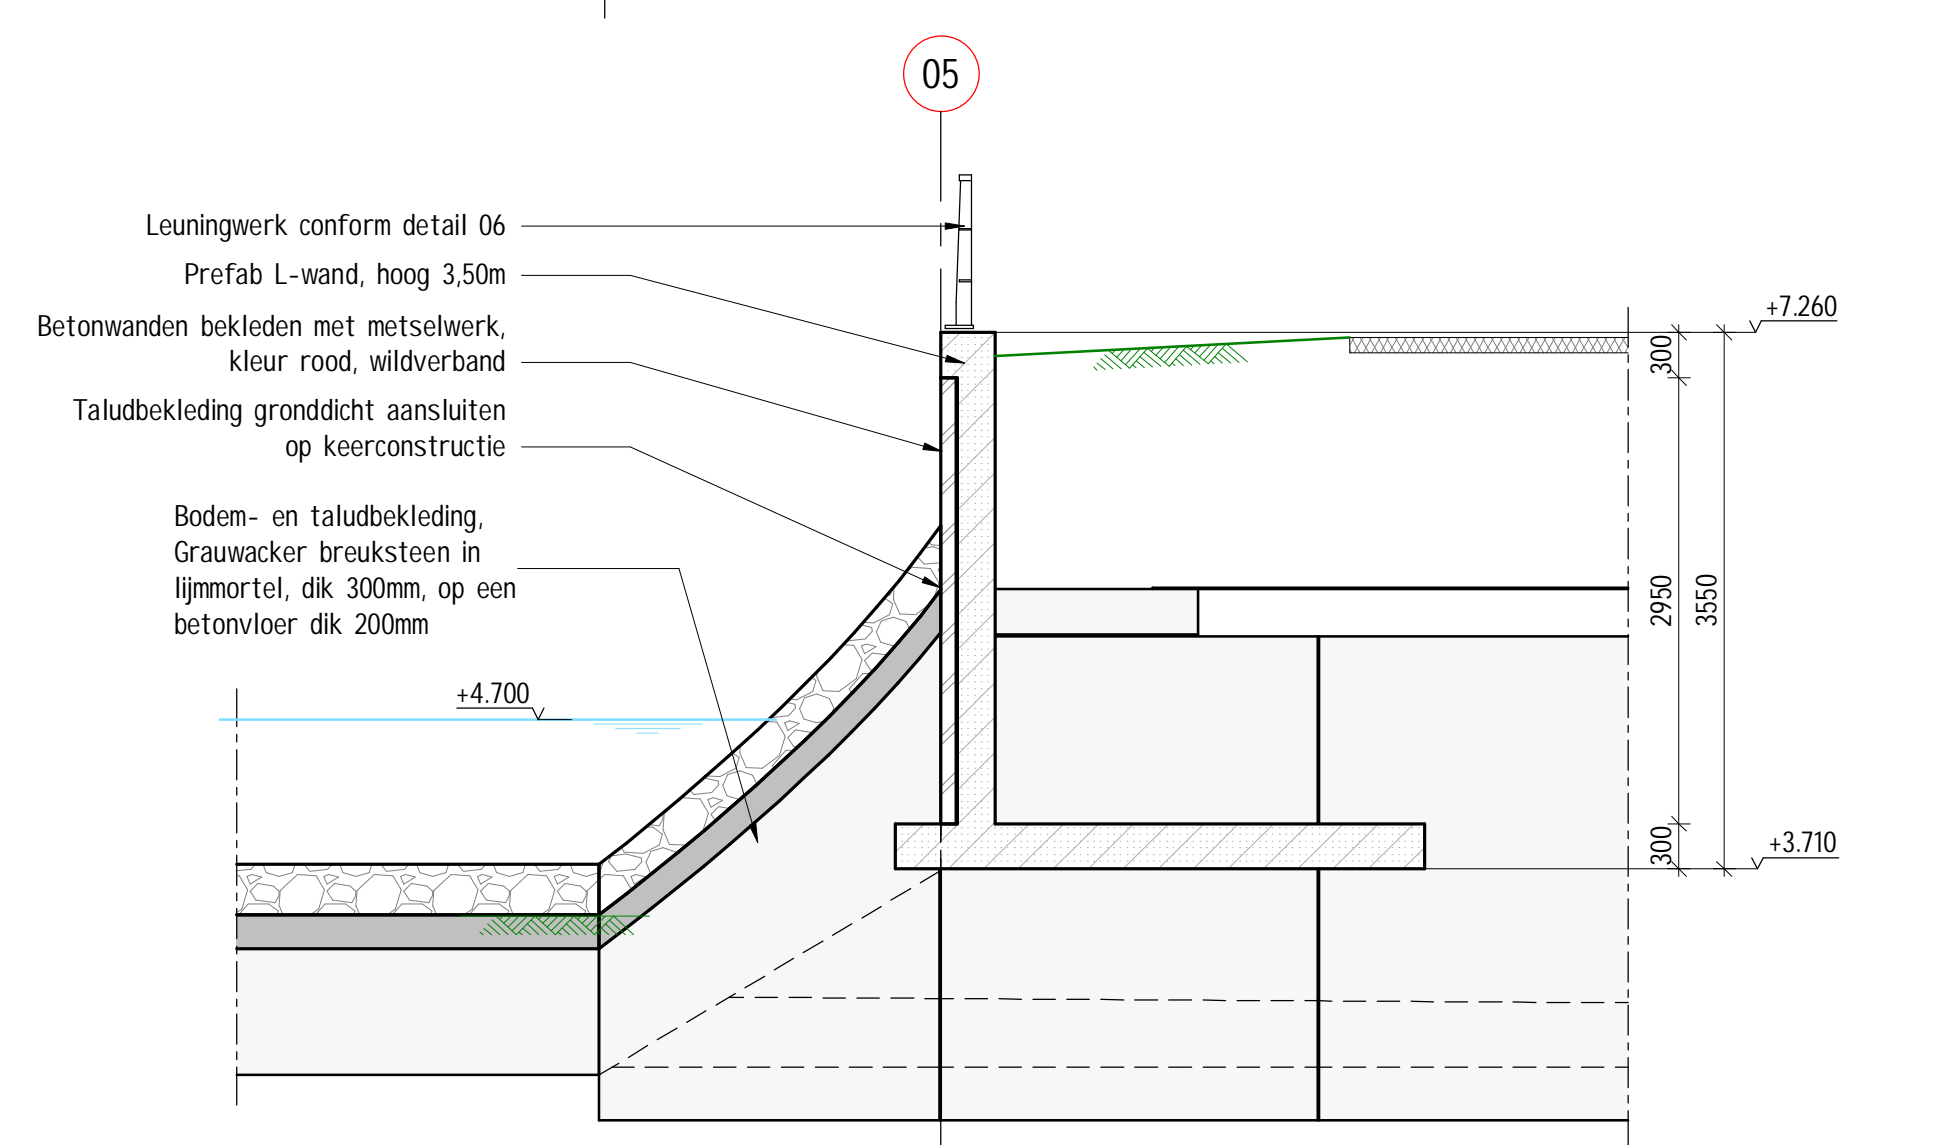 05
Leuningwerk conform detail 06
Prefab L-wand, hoog 3,50m
Betonwanden bekleden met metselwerk,
kleur rood, wildverband
Taludbekleding gronddicht aansluiten
op keerconstructie
Bodem- en taludbekleding,
Grauwacker breuksteen in
lijmmortel, dik 300mm, op een
betonvloer dik 200mm
+4.700
+7.260
300
2950
3550
300
+3.710